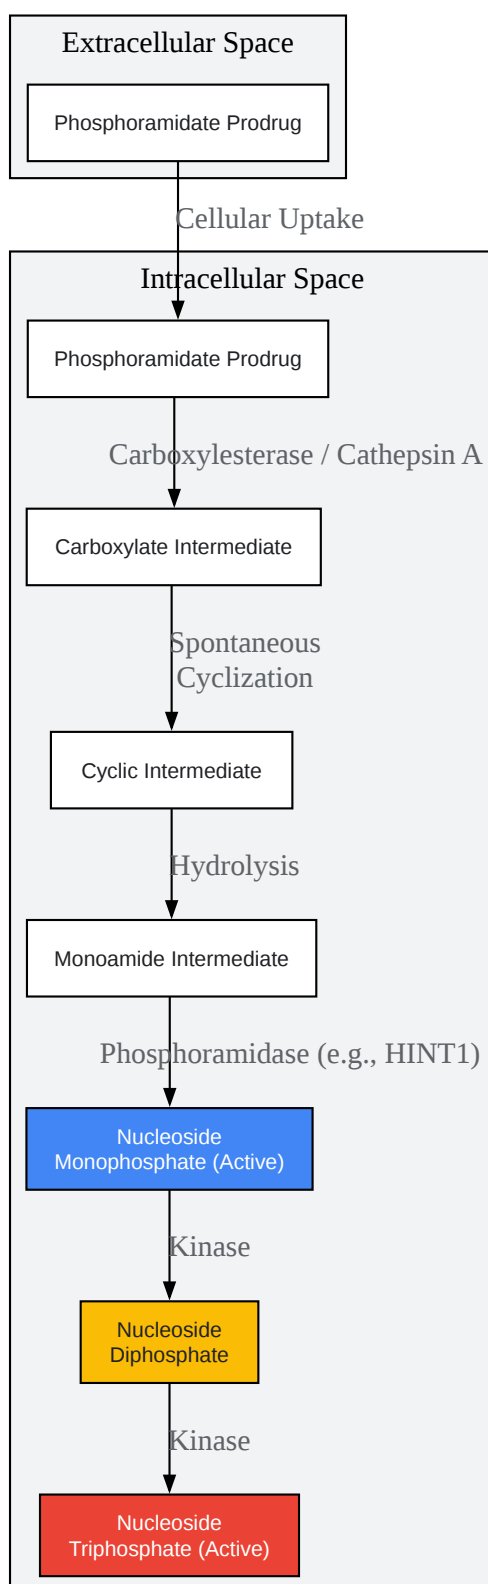 Extracellular Space
Phosphoramidate Prodrug
Cellular Uptake
Intracellular Space
Phosphoramidate Prodrug
Carboxylesterase / Cathepsin A
Carboxylate Intermediate
Spontaneous
Cyclization
Cyclic Intermediate
Hydrolysis
Monoamide Intermediate
Phosphoramidase (e.g., HINT1)
Nucleoside
Monophosphate (Active)
Kinase
Nucleoside
Diphosphate
Kinase
Nucleoside
Triphosphate (Active)